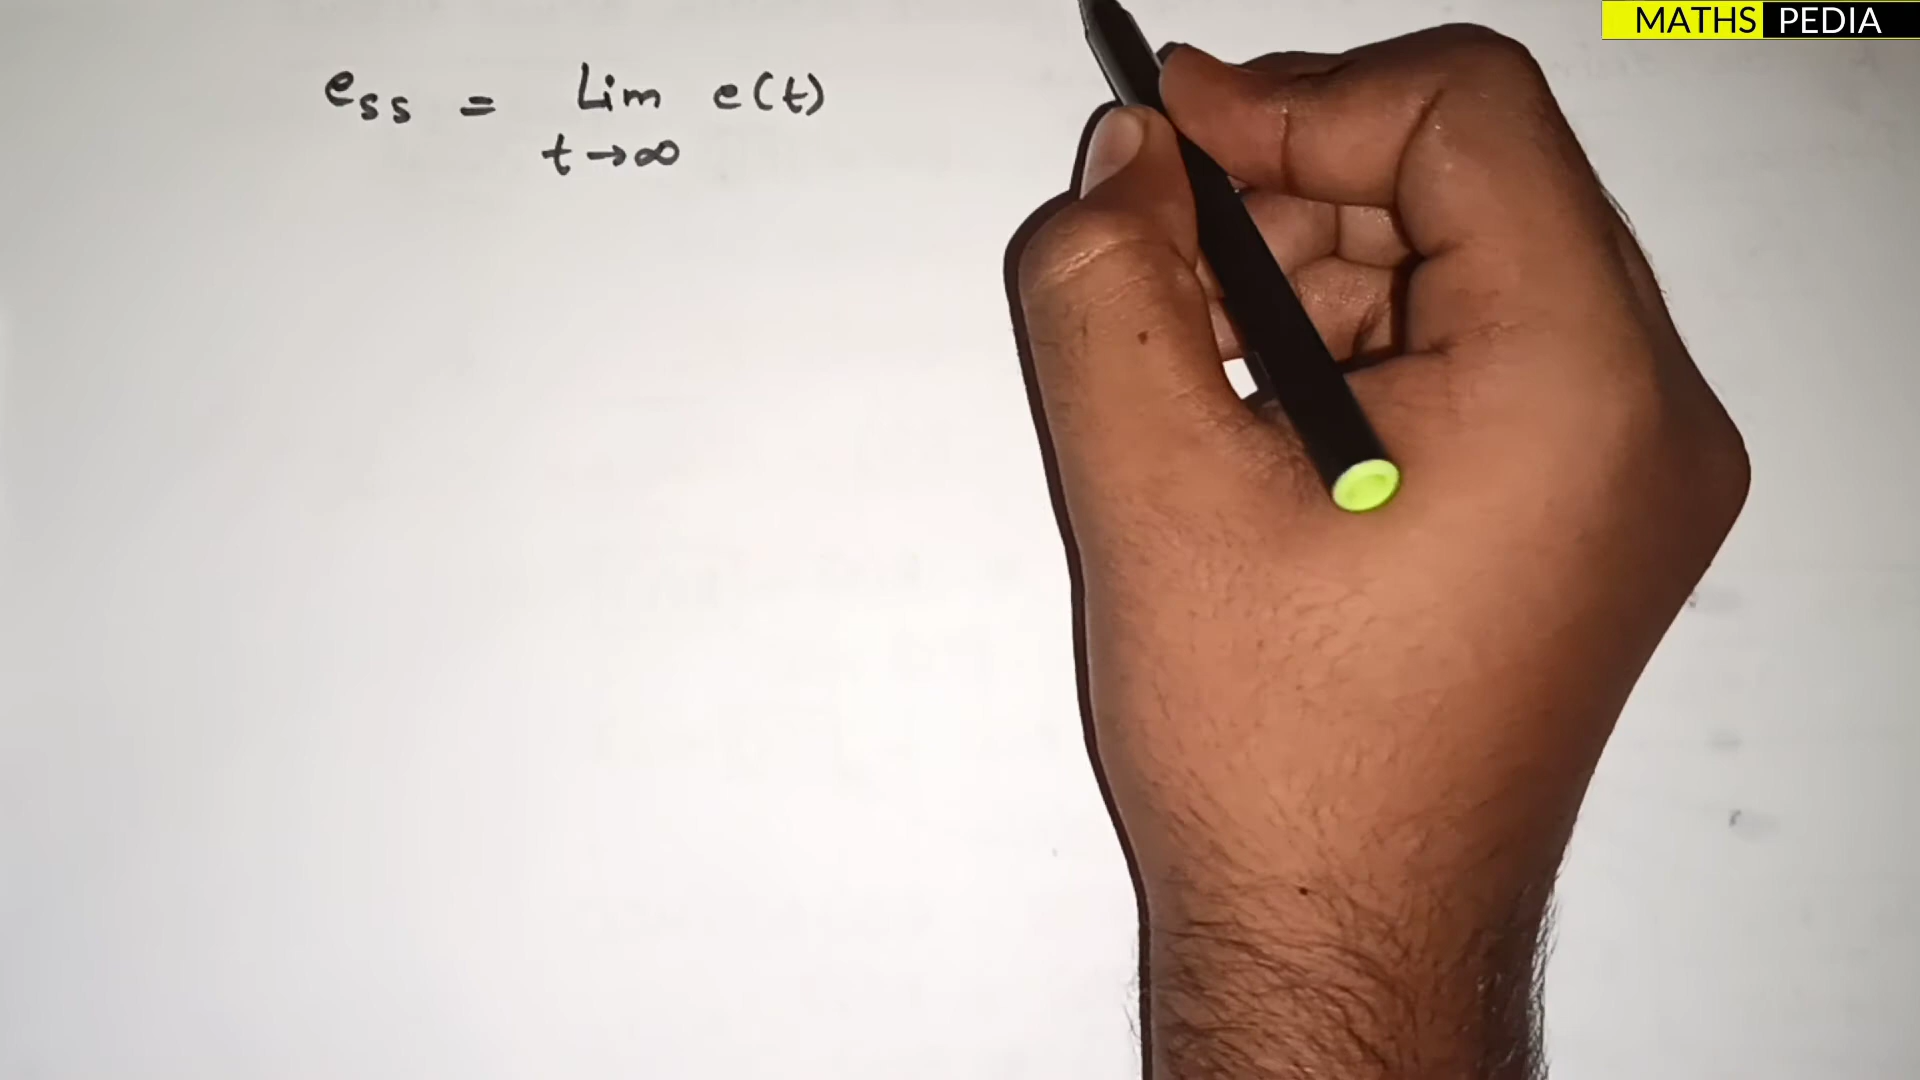 MATHS PEDIA
e_ss = Lim e(t)
t→∞